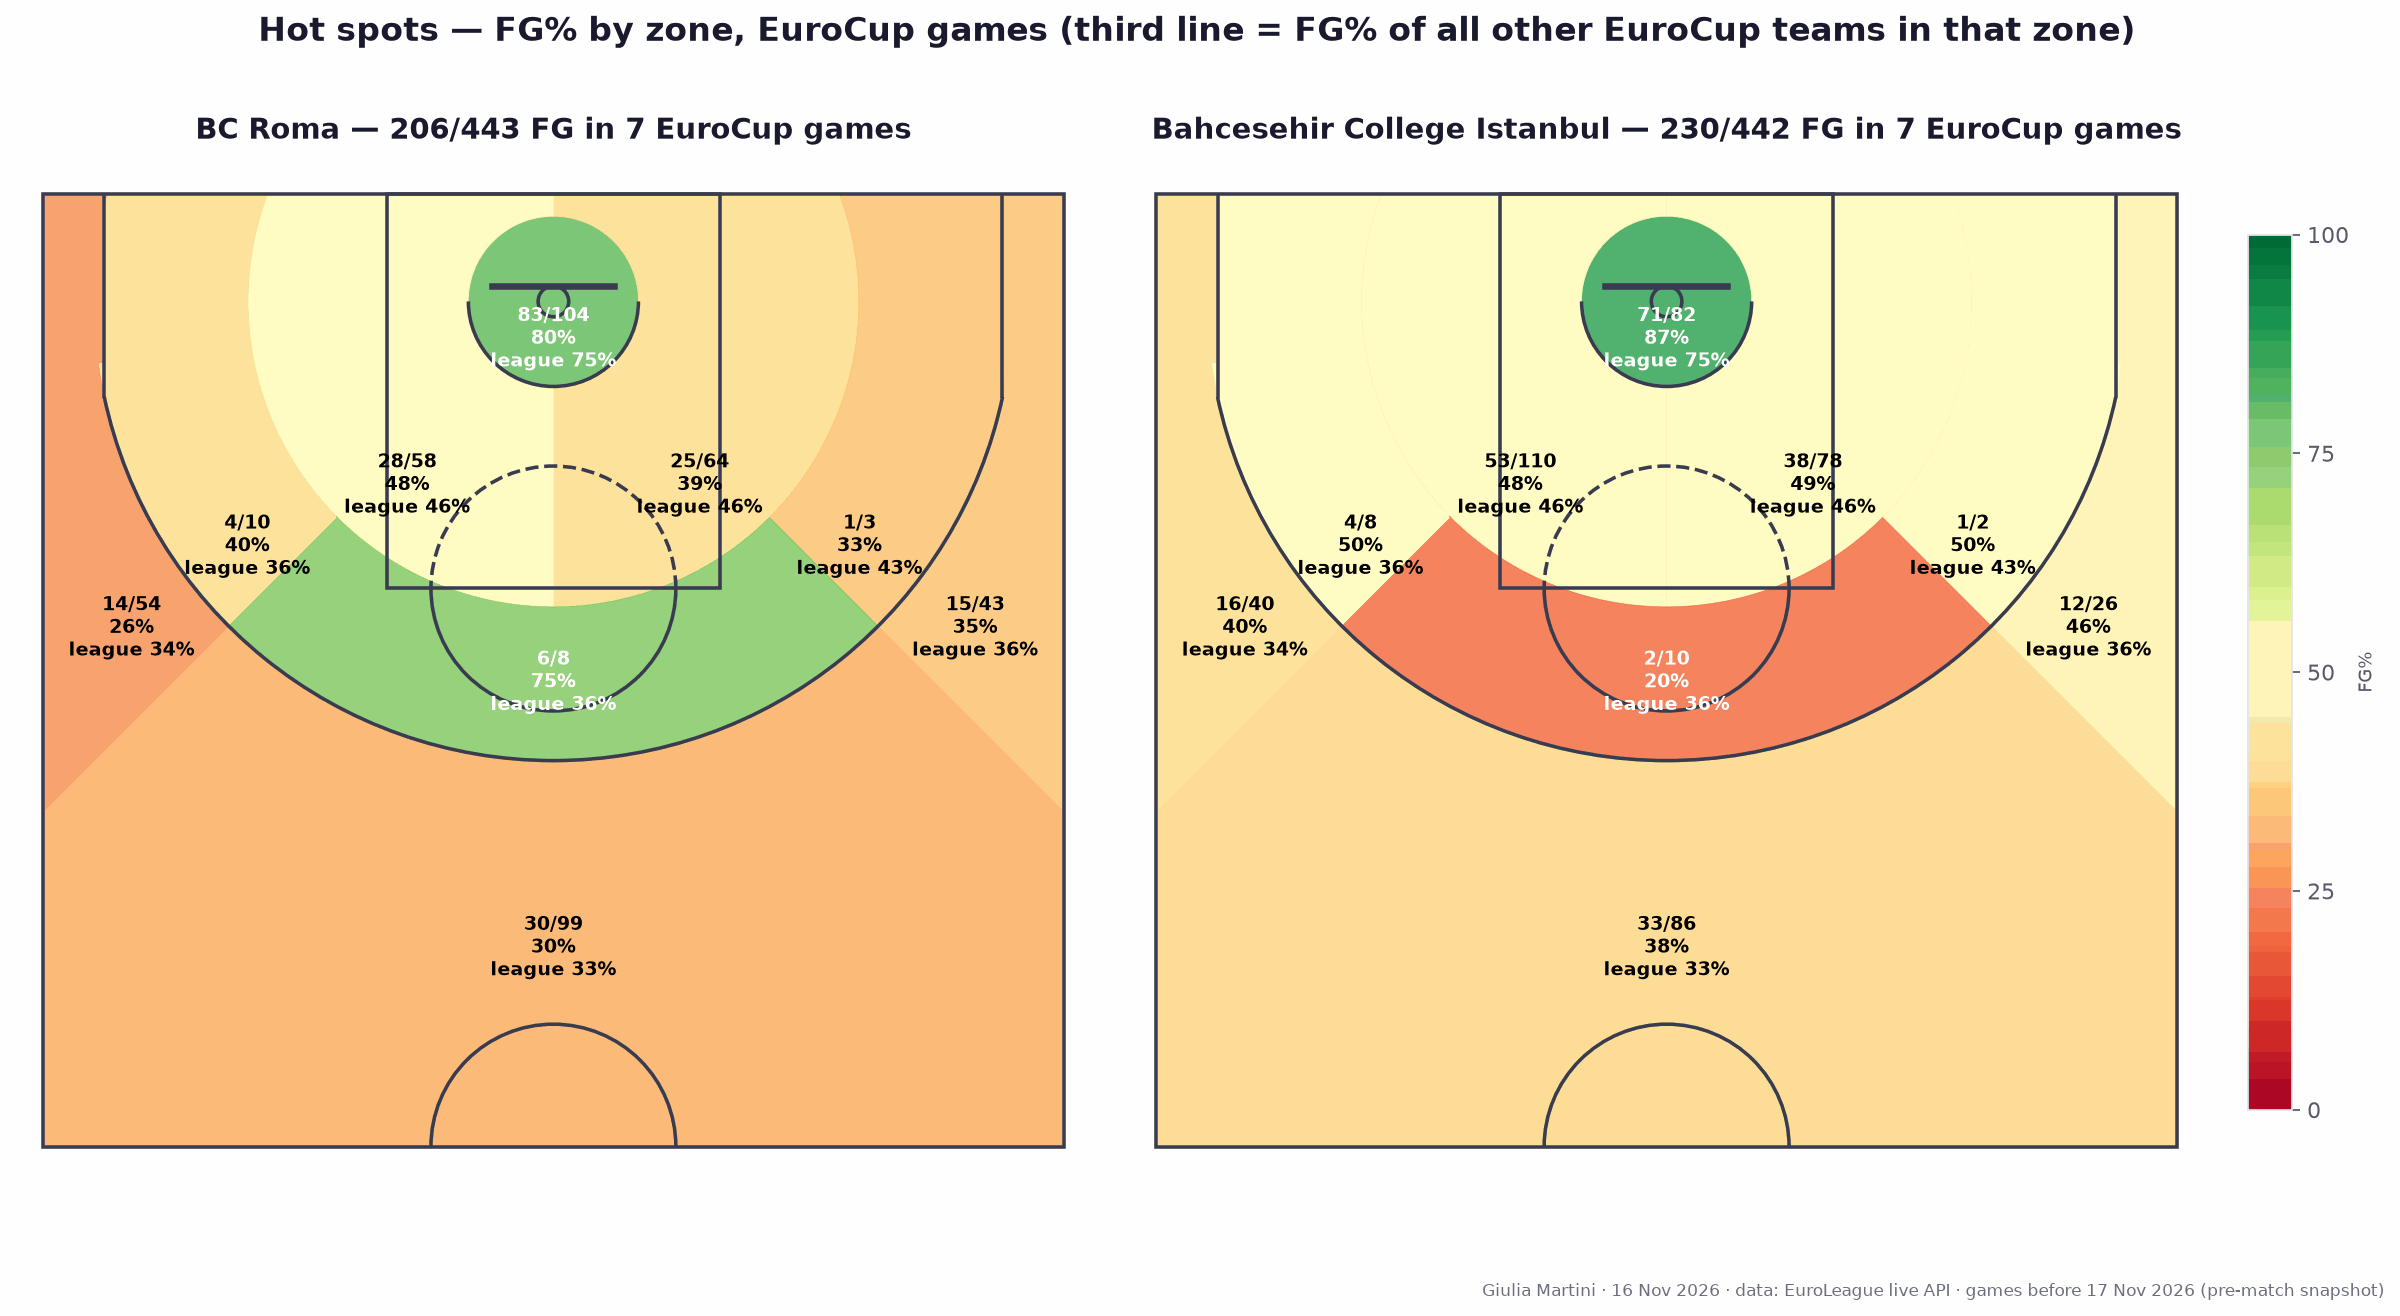 Hot spots — FG% by zone, EuroCup games (third line = FG% of all other EuroCup teams in that zone)
BC Roma — 206/443 FG in 7 EuroCup games
83/104
80%
league 75%
28/58
48%
league 46%
25/64
39%
league 46%
4/10
40%
league 36%
1/3
33%
league 43%
14/54
26%
league 34%
15/43
35%
league 36%
6/8
75%
league 36%
30/99
30%
league 33%
Bahcesehir College Istanbul — 230/442 FG in 7 EuroCup games
71/82
87%
league 75%
53/110
48%
league 46%
38/78
49%
league 46%
4/8
50%
league 36%
1/2
50%
league 43%
16/40
40%
league 34%
12/26
46%
league 36%
2/10
20%
league 36%
33/86
38%
league 33%
100
75
50
25
0
FG%
Giulia Martini · 16 Nov 2026 · data: EuroLeague live API · games before 17 Nov 2026 (pre-match snapshot)